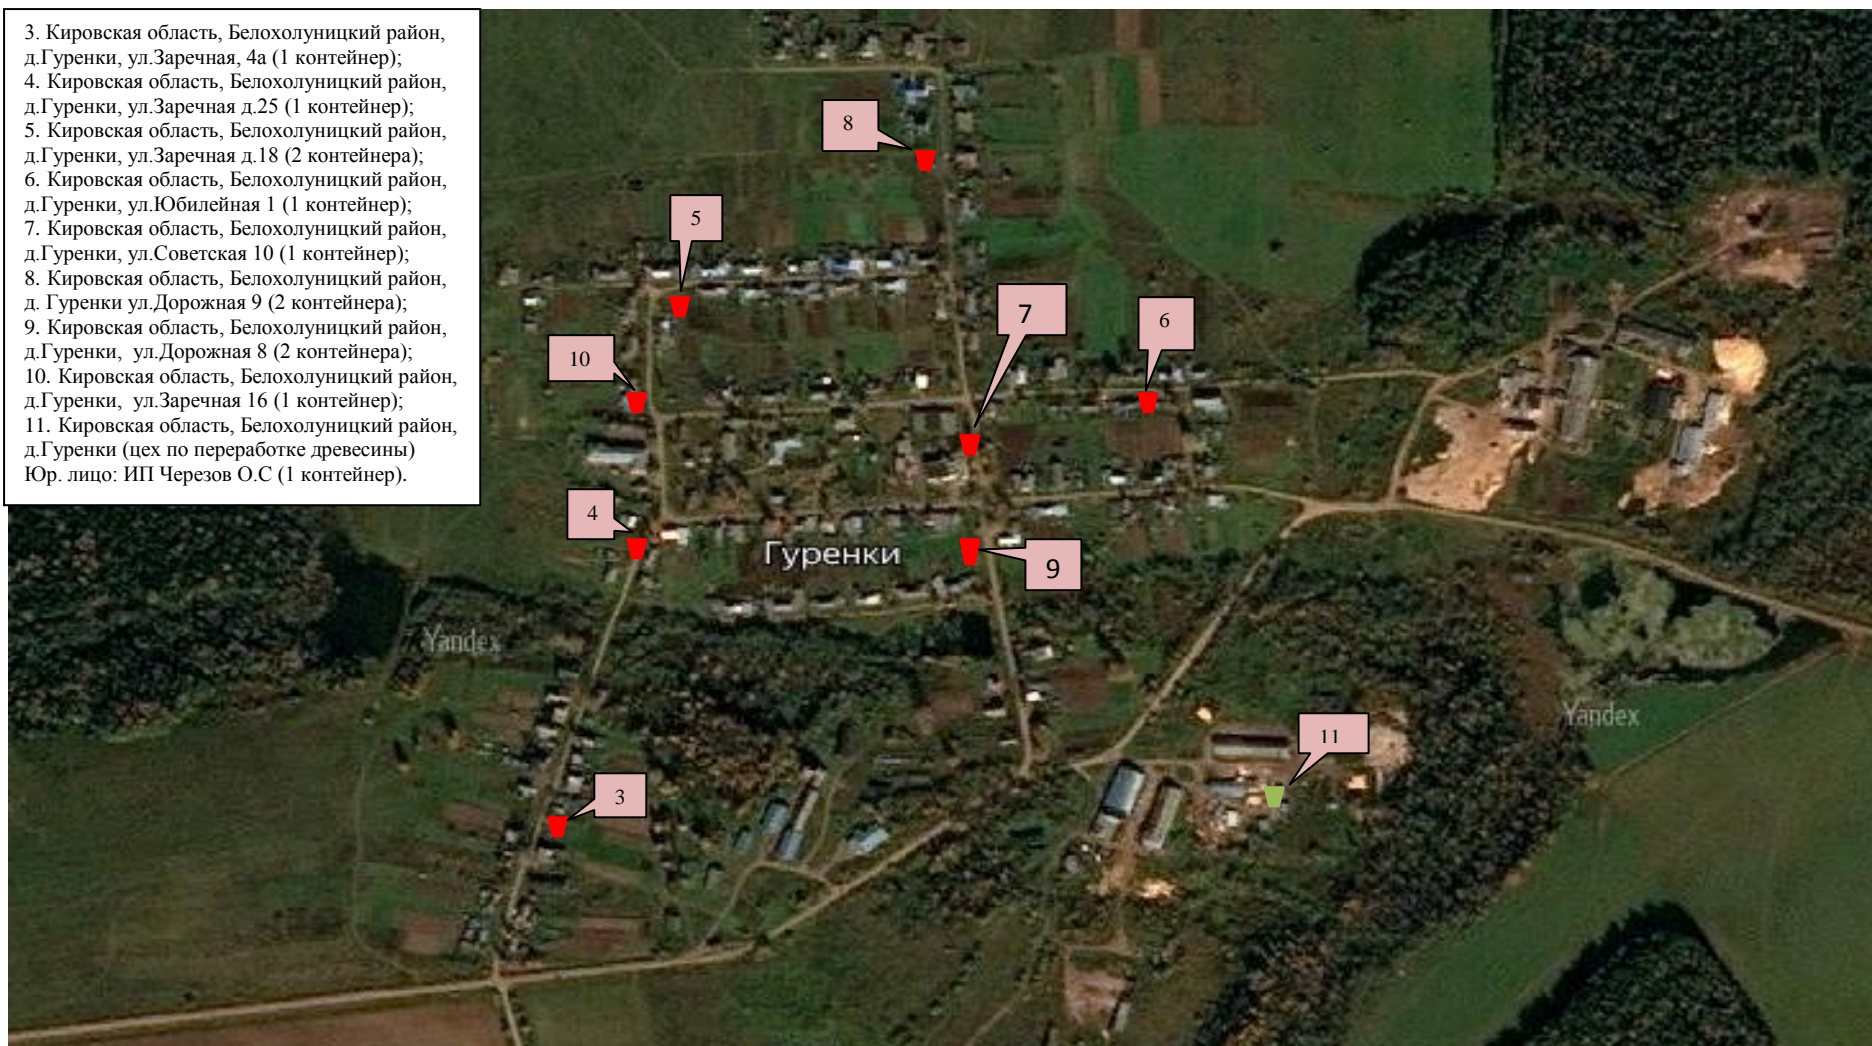 3. Кировская область, Белохолуницкий район,
д.Гуренки, ул.Заречная, 4а (1 контейнер);
4. Кировская область, Белохолуницкий район,
д.Гуренки, ул.Заречная д.25 (1 контейнер);
5. Кировская область, Белохолуницкий район,
д.Гуренки, ул.Заречная д.18 (2 контейнера);
6. Кировская область, Белохолуницкий район,
д.Гуренки, ул.Юбилейная 1 (1 контейнер);
7. Кировская область, Белохолуницкий район,
д.Гуренки, ул.Советская 10 (1 контейнер);
8. Кировская область, Белохолуницкий район,
д. Гуренки ул.Дорожная 9 (2 контейнера);
9. Кировская область, Белохолуницкий район,
д.Гуренки, ул.Дорожная 8 (2 контейнера);
10. Кировская область, Белохолуницкий район,
д.Гуренки, ул.Заречная 16 (1 контейнер);
11. Кировская область, Белохолуницкий район,
д.Гуренки (цех по переработке древесины)
Юр. лицо: ИП Черезов О.С (1 контейнер).
8
5
7
6
10
4
Гуренки
9
Yandex
Yandex
11
3